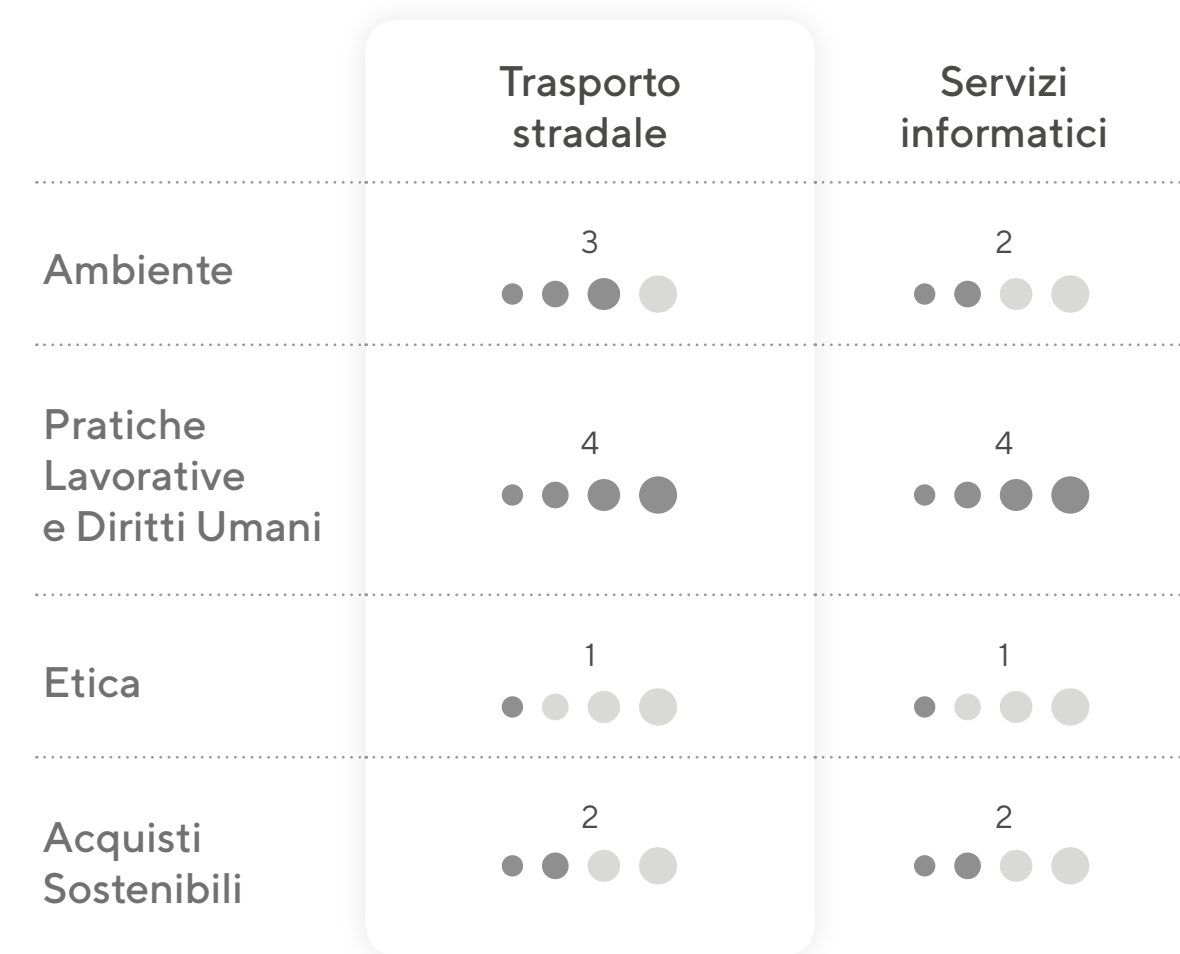 Trasporto
stradale
Servizi
informatici
Ambiente
3
2
Pratiche
Lavorative
e Diritti Umani
4
4
Etica
1
1
Acquisti
Sostenibili
2
2